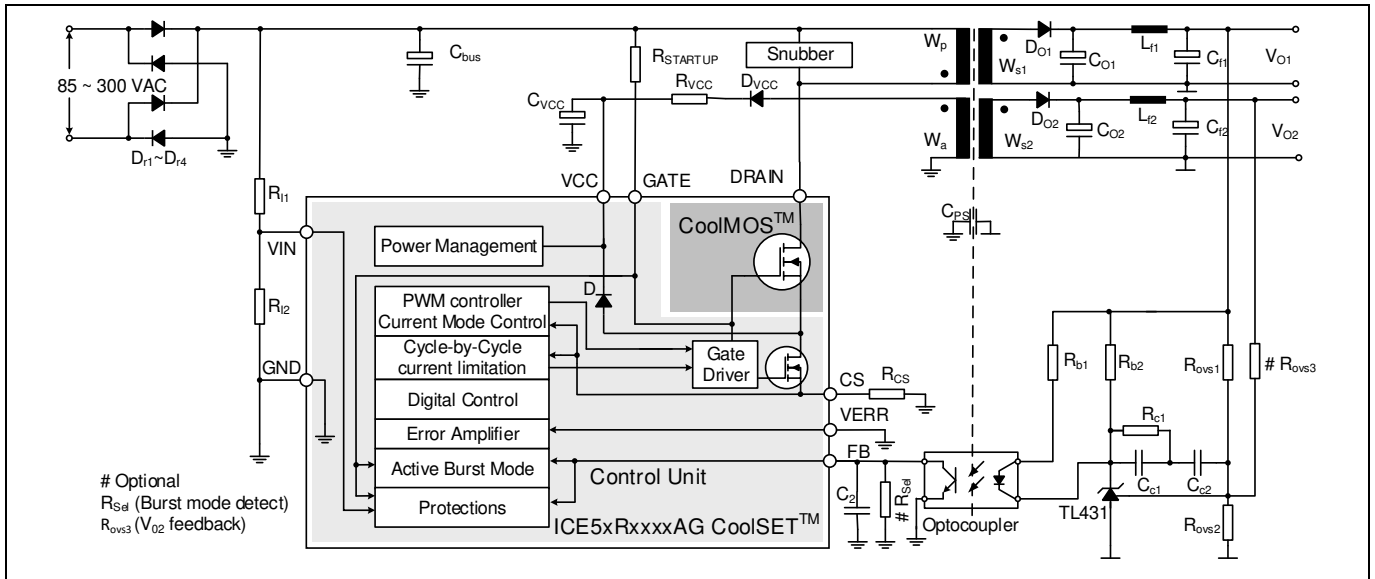 85 ~ 300 VAC
Dr1~Dr4
Cbus
RSTARTUP
Snubber
Wp
Ws1
DO1
CO1
Lf1
Cf1
VO1
CVCC
RVCC
DVCC
Wa
Ws2
DO2
CO2
Lf2
Cf2
VO2
RI1
VCC
GATE
DRAIN
CPS
VIN
Power Management
CoolMOS™
RI2
D
PWM controller
Current Mode Control
Cycle-by-Cycle
current limitation
Gate
Driver
GND
Digital Control
CS
RCS
Error Amplifier
VERR
Active Burst Mode
Control Unit
FB
Protections
ICE5xRxxxxAG CoolSET™
C2
# RSel
Optocoupler
Rb1
Rb2
Rovs1
# Rovs3
Rc1
Cc1
Cc2
TL431
Rovs2
# Optional
RSel (Burst mode detect)
Rovs3 (V02 feedback)